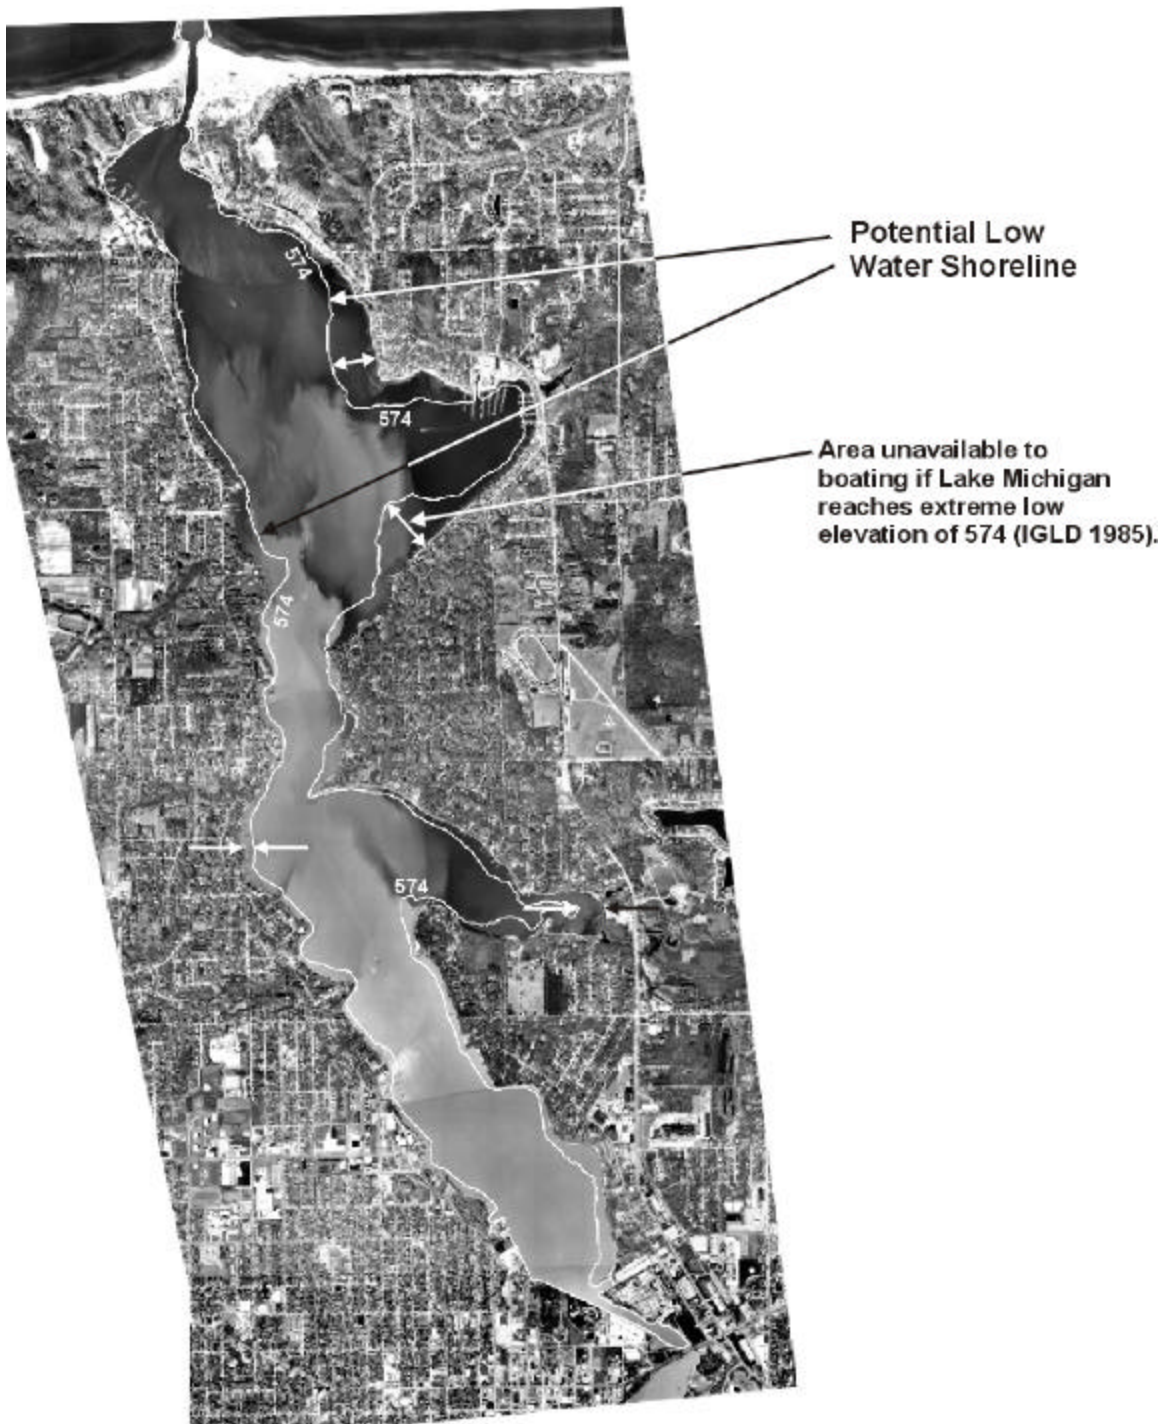 Potential Low
Water Shoreline
574
574
Area unavailable to
boating if Lake Michigan
reaches extreme low
elevation of 574 (IGLD 1985).
574
574